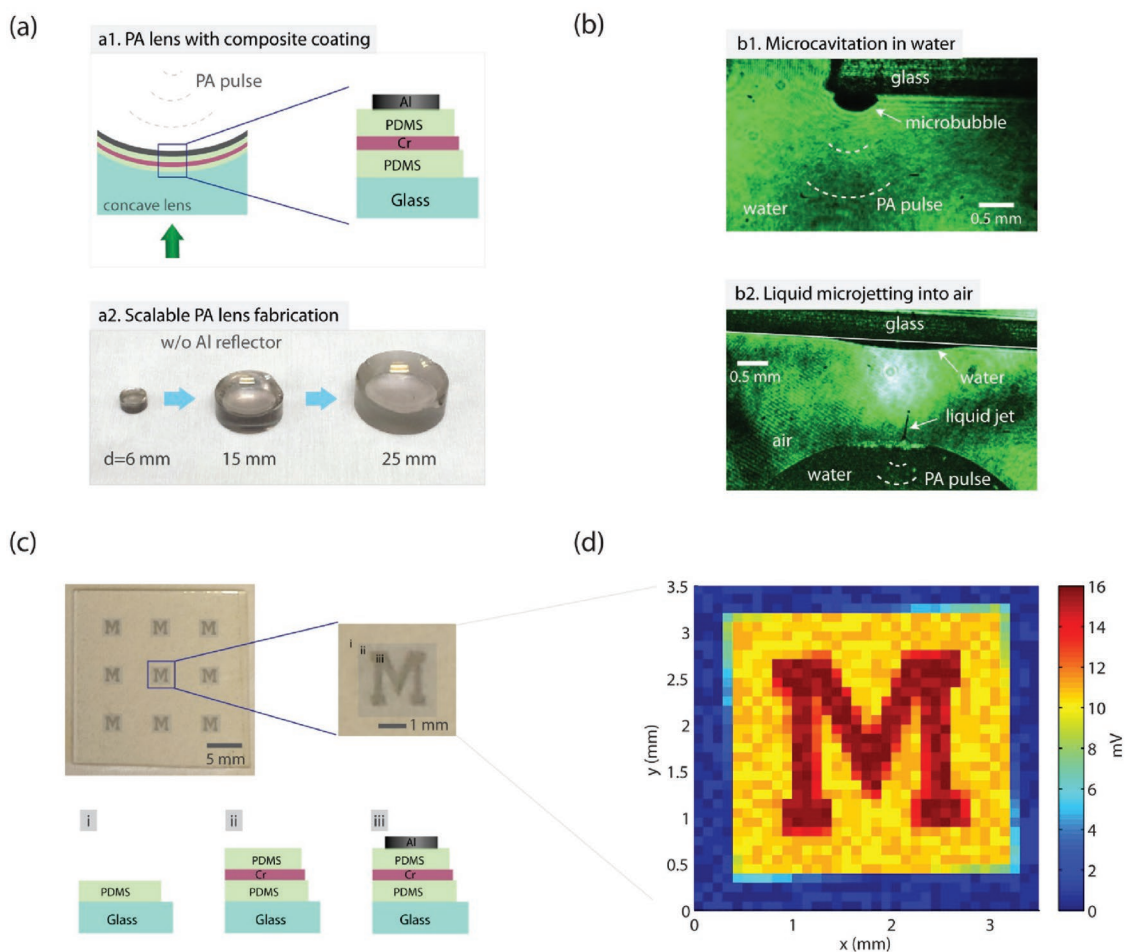 (a)
a1. PA lens with composite coating
PA pulse
concave lens
Al
PDMS
Cr
PDMS
Glass
a2. Scalable PA lens fabrication
w/o Al reflector
d=6 mm
15 mm
25 mm
(b)
b1. Microcavitation in water
glass
microbubble
water
PA pulse
0.5 mm
b2. Liquid microjetting into air
glass
0.5 mm
water
liquid jet
air
water
PA pulse
(c)
M M M
M M M
M M M
5 mm
i
ii
iii
M
1 mm
i
PDMS
Glass
ii
PDMS
Cr
PDMS
Glass
iii
Al
PDMS
Cr
PDMS
Glass
(d)
3.5
3
2.5
2
1.5
1
0.5
0
y (mm)
M
1 2 3
x (mm)
16
14
12
10
8
6
4
2
0
mV